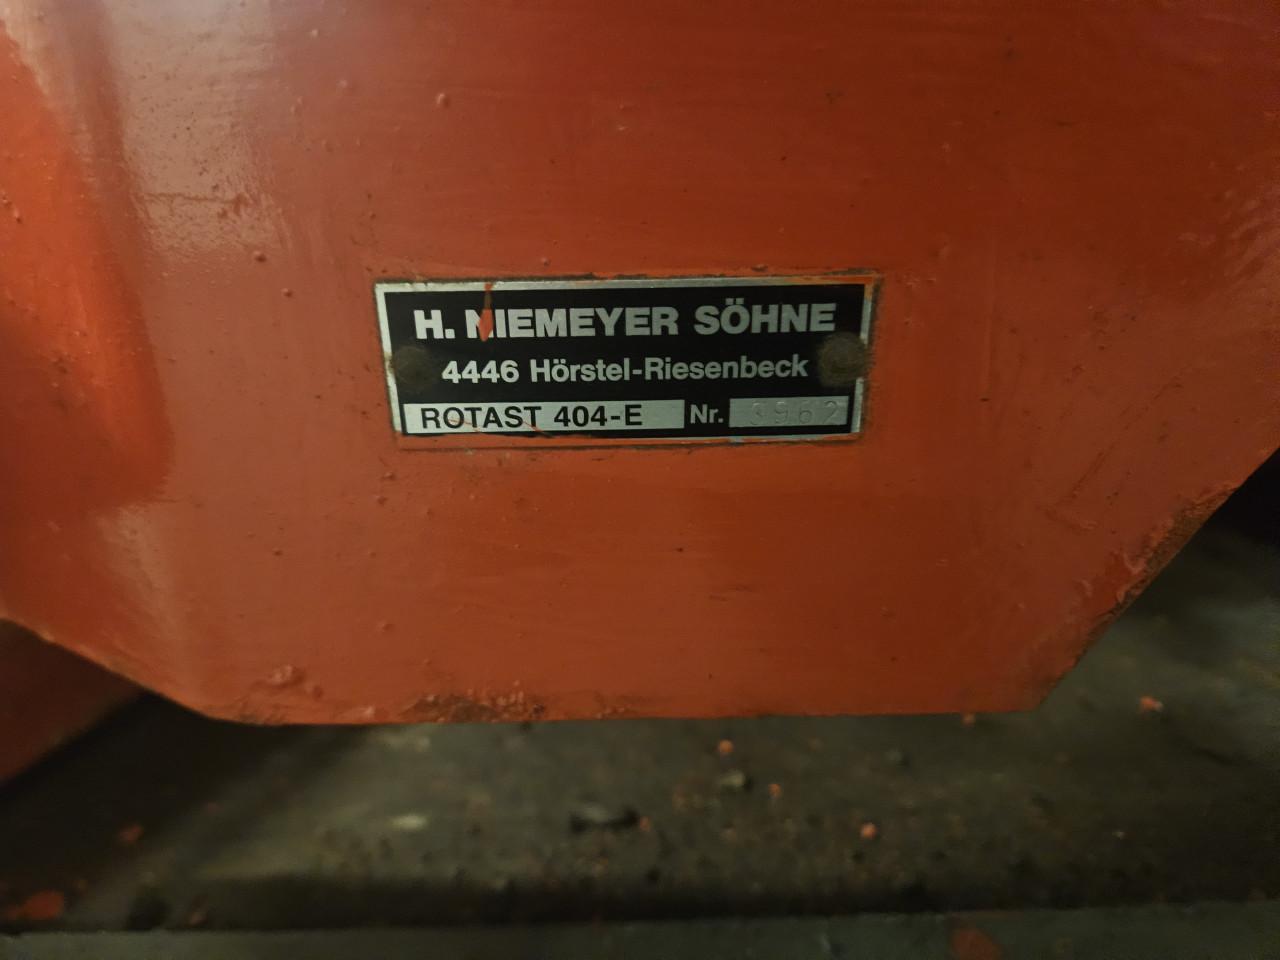 H. NIEMEYER SÖHNE
4446 Hörstel-Riesenbeck
ROTAST 404-E Nr. 3962